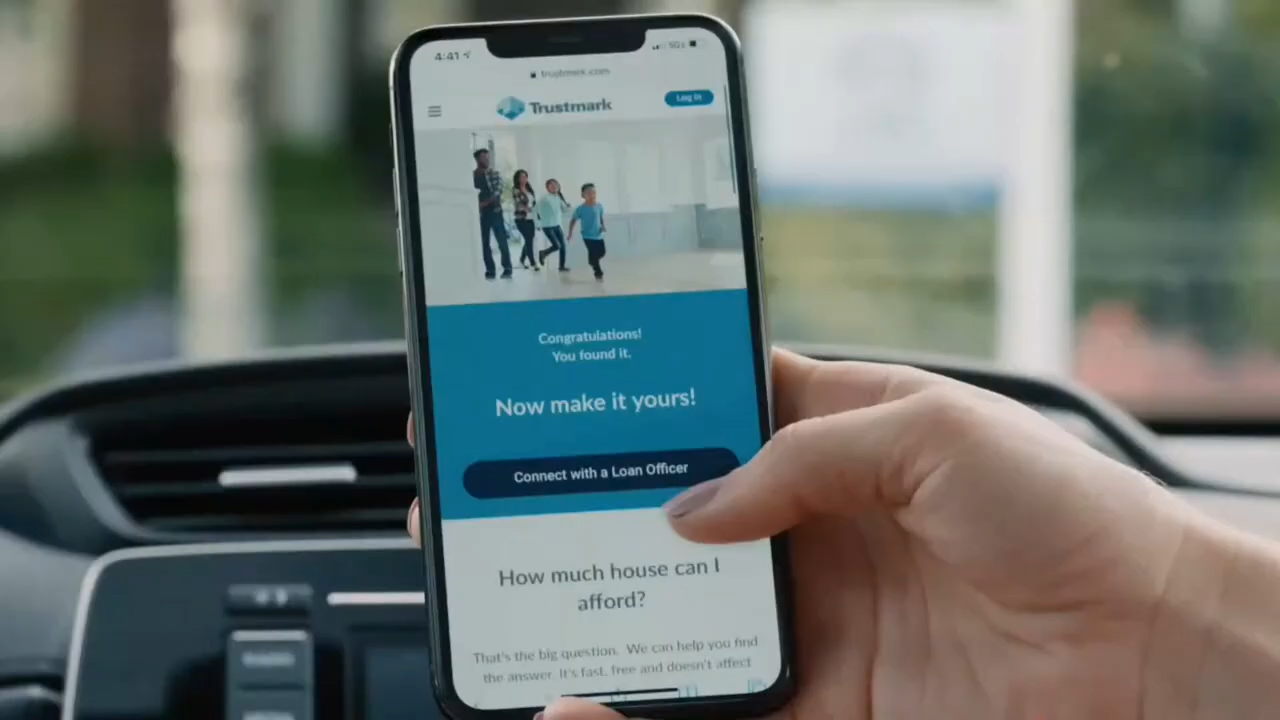 4:41
5G
trustmark.com
Trustmark
Log In
Congratulations!
You found it.
Now make it yours!
Connect with a Loan Officer
How much house can I
afford?
That's the big question. We can help you find
the answer. It's fast, free and doesn't affect